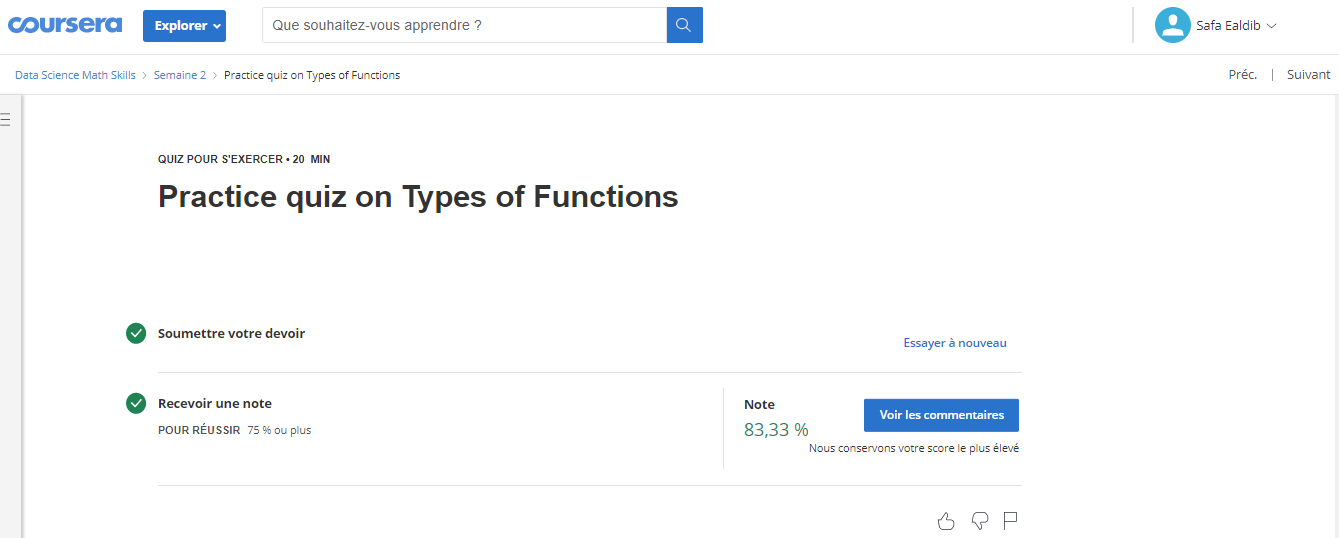 coursera
Explorer
Que souhaitez-vous apprendre ?
Safa Ealdib
Data Science Math Skills > Semaine 2 > Practice quiz on Types of Functions
Préc. | Suivant
QUIZ POUR S'EXERCER • 20 MIN
Practice quiz on Types of Functions
Soumettre votre devoir
Essayer à nouveau
Recevoir une note
POUR RÉUSSIR 75 % ou plus
Note
83,33 %
Voir les commentaires
Nous conservons votre score le plus élevé